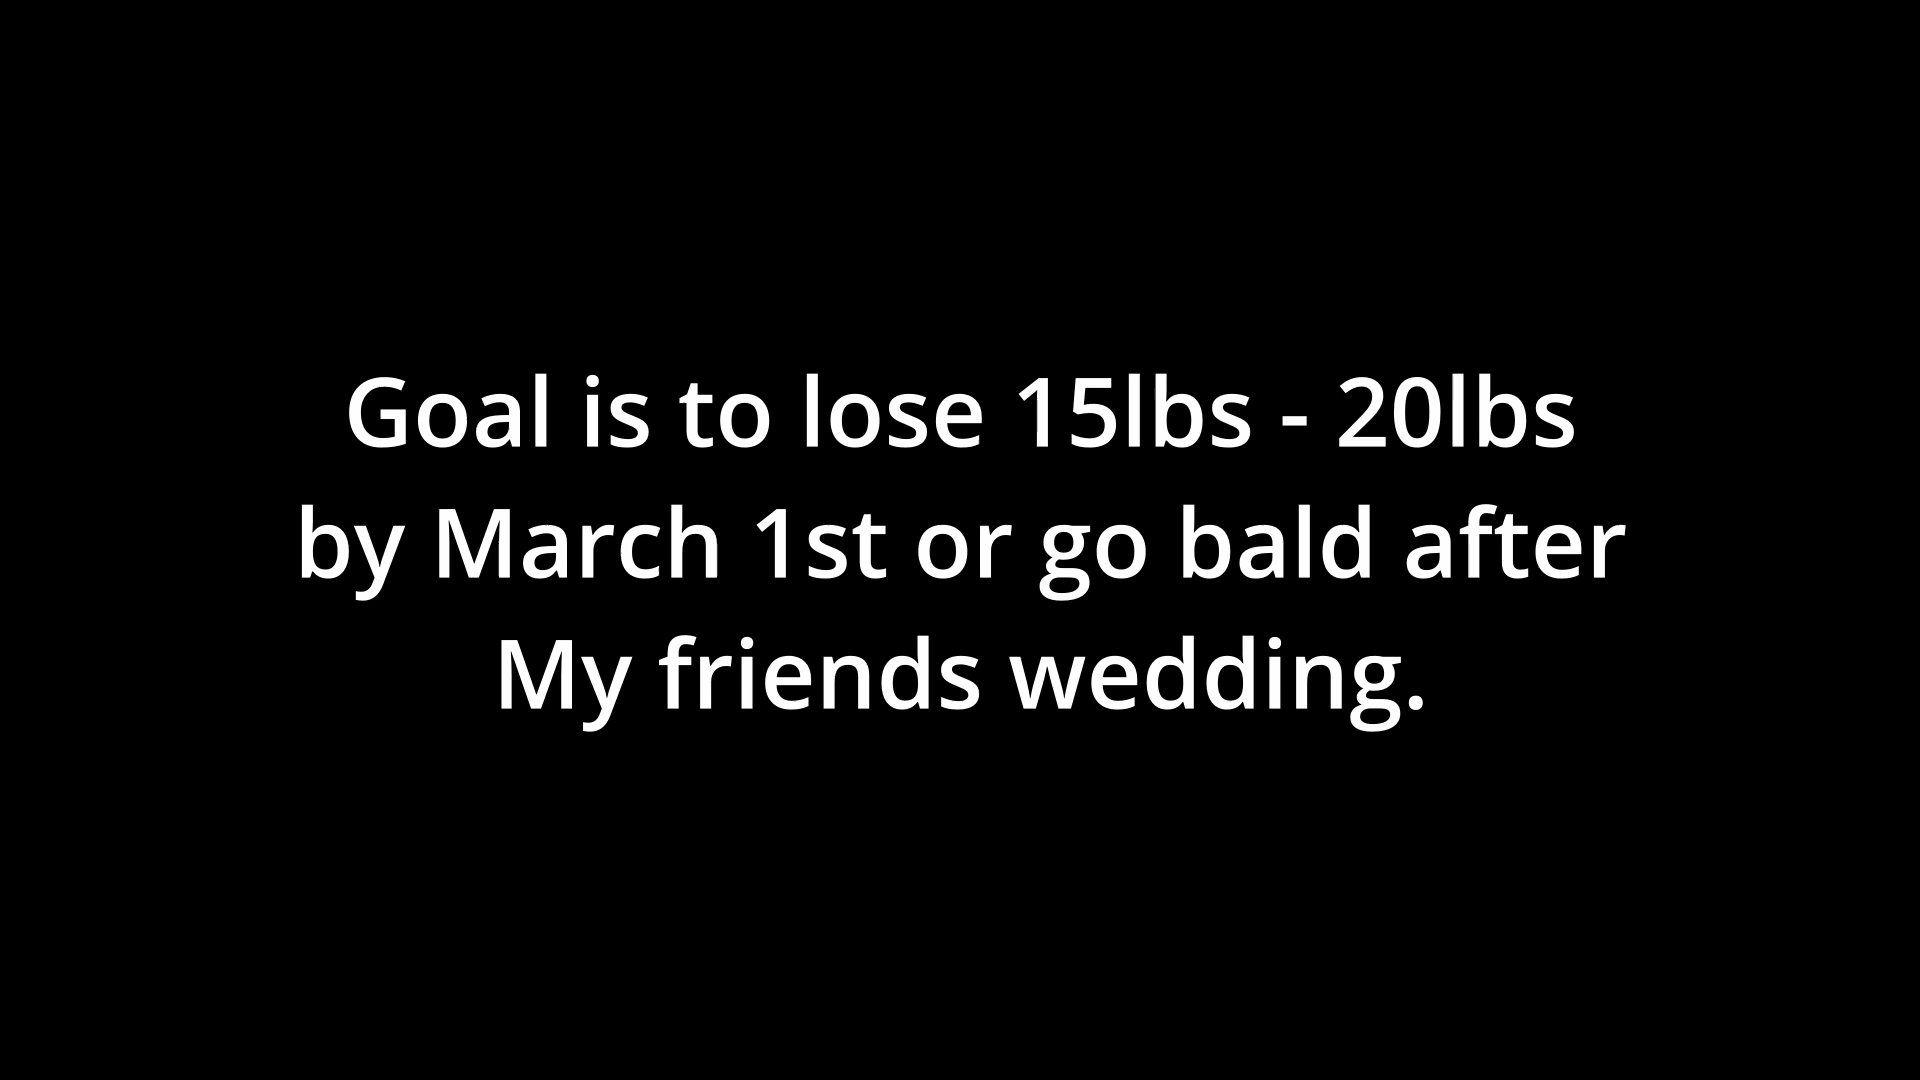 Goal is to lose 15lbs - 20lbs
by March 1st or go bald after
My friends wedding.